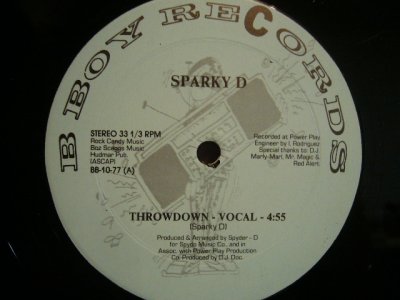 B BOY RECORDS
SPARKY D
STEREO 33 1/3 RPM
Rock Candy Music
Boz Scaggs Music
Hudmar Pub.
(ASCAP)
BB-10-77 (A)
Recorded at Power Play
Engineer by I. Rodriguez
Special thanks to: D.J.
Marly-Marl, Mr. Magic &
Red Alert.
THROWDOWN - VOCAL - 4:55
(Sparky D)
Produced & Arranged by Spyder - D
for Spyco Music Co., and in
Assoc. with Power Play Production
Co. Produced by D.J. Doc.